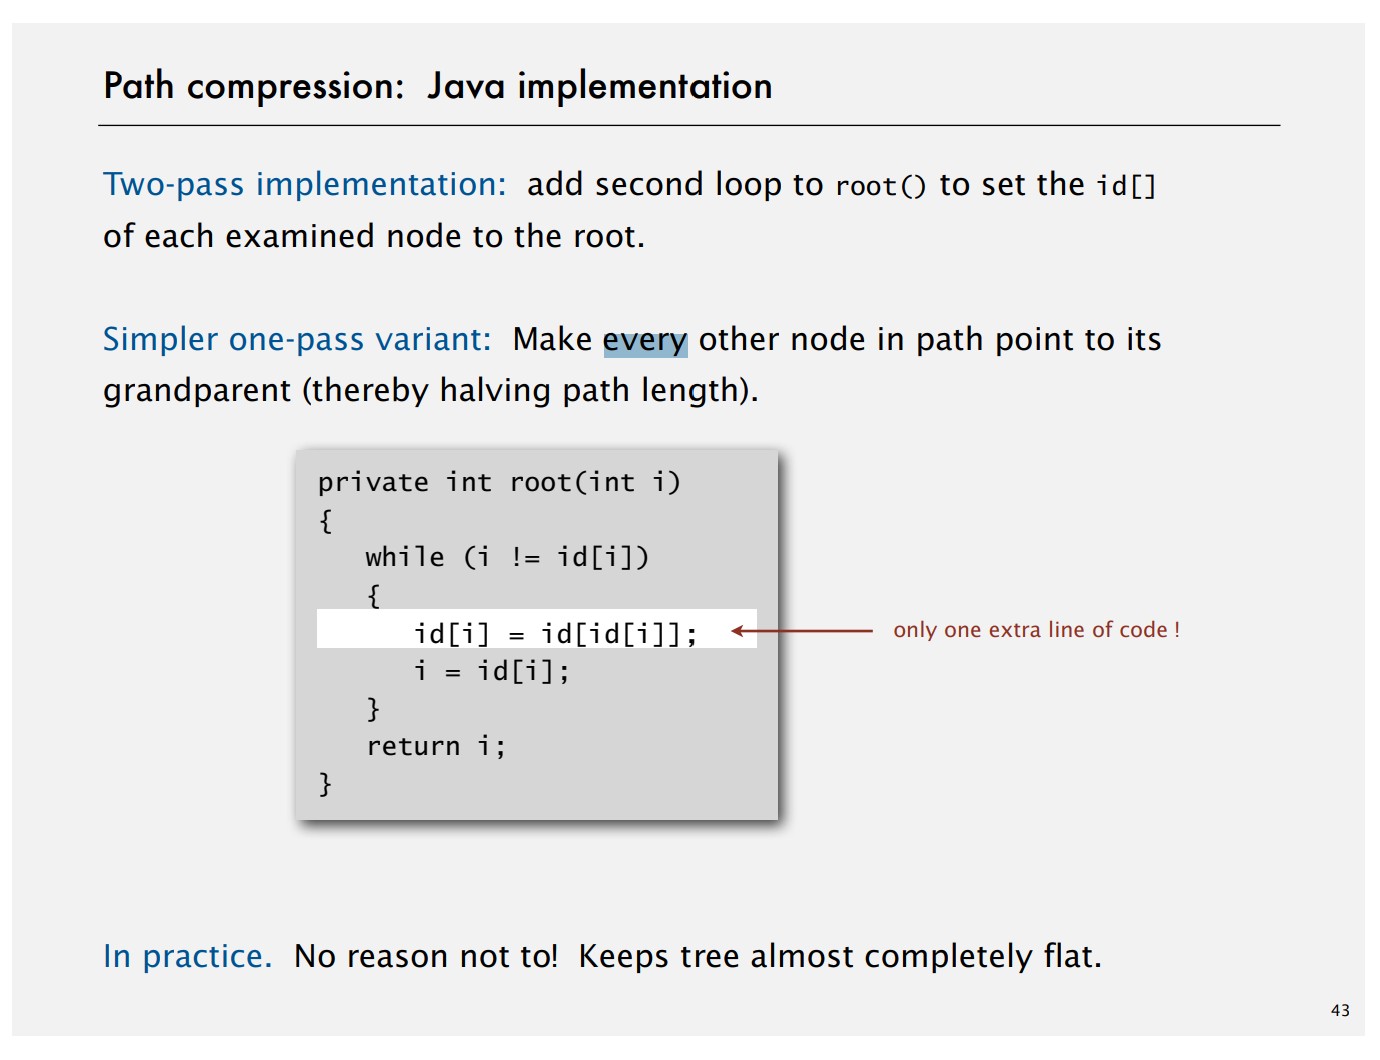 Path compression: Java implementation
Two-pass implementation: add second loop to root() to set the id[]
of each examined node to the root.
Simpler one-pass variant: Make every other node in path point to its
grandparent (thereby halving path length).
private int root(int i)
{
while (i != id[i])
{
id[i] = id[id[i]];
only one extra line of code !
i = id[i];
}
return i;
}
In practice. No reason not to! Keeps tree almost completely flat.
43